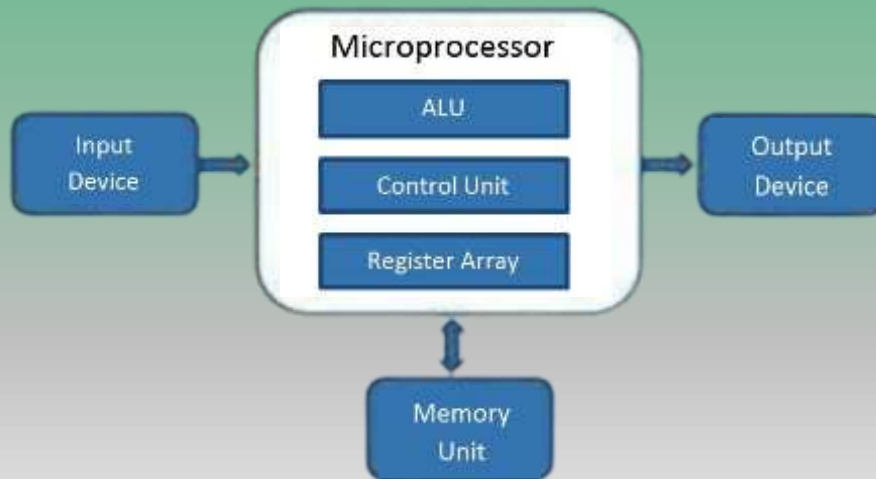 Microprocessor
ALU
Input
Device
Control Unit
Output
Device
Register Array
Memory
Unit